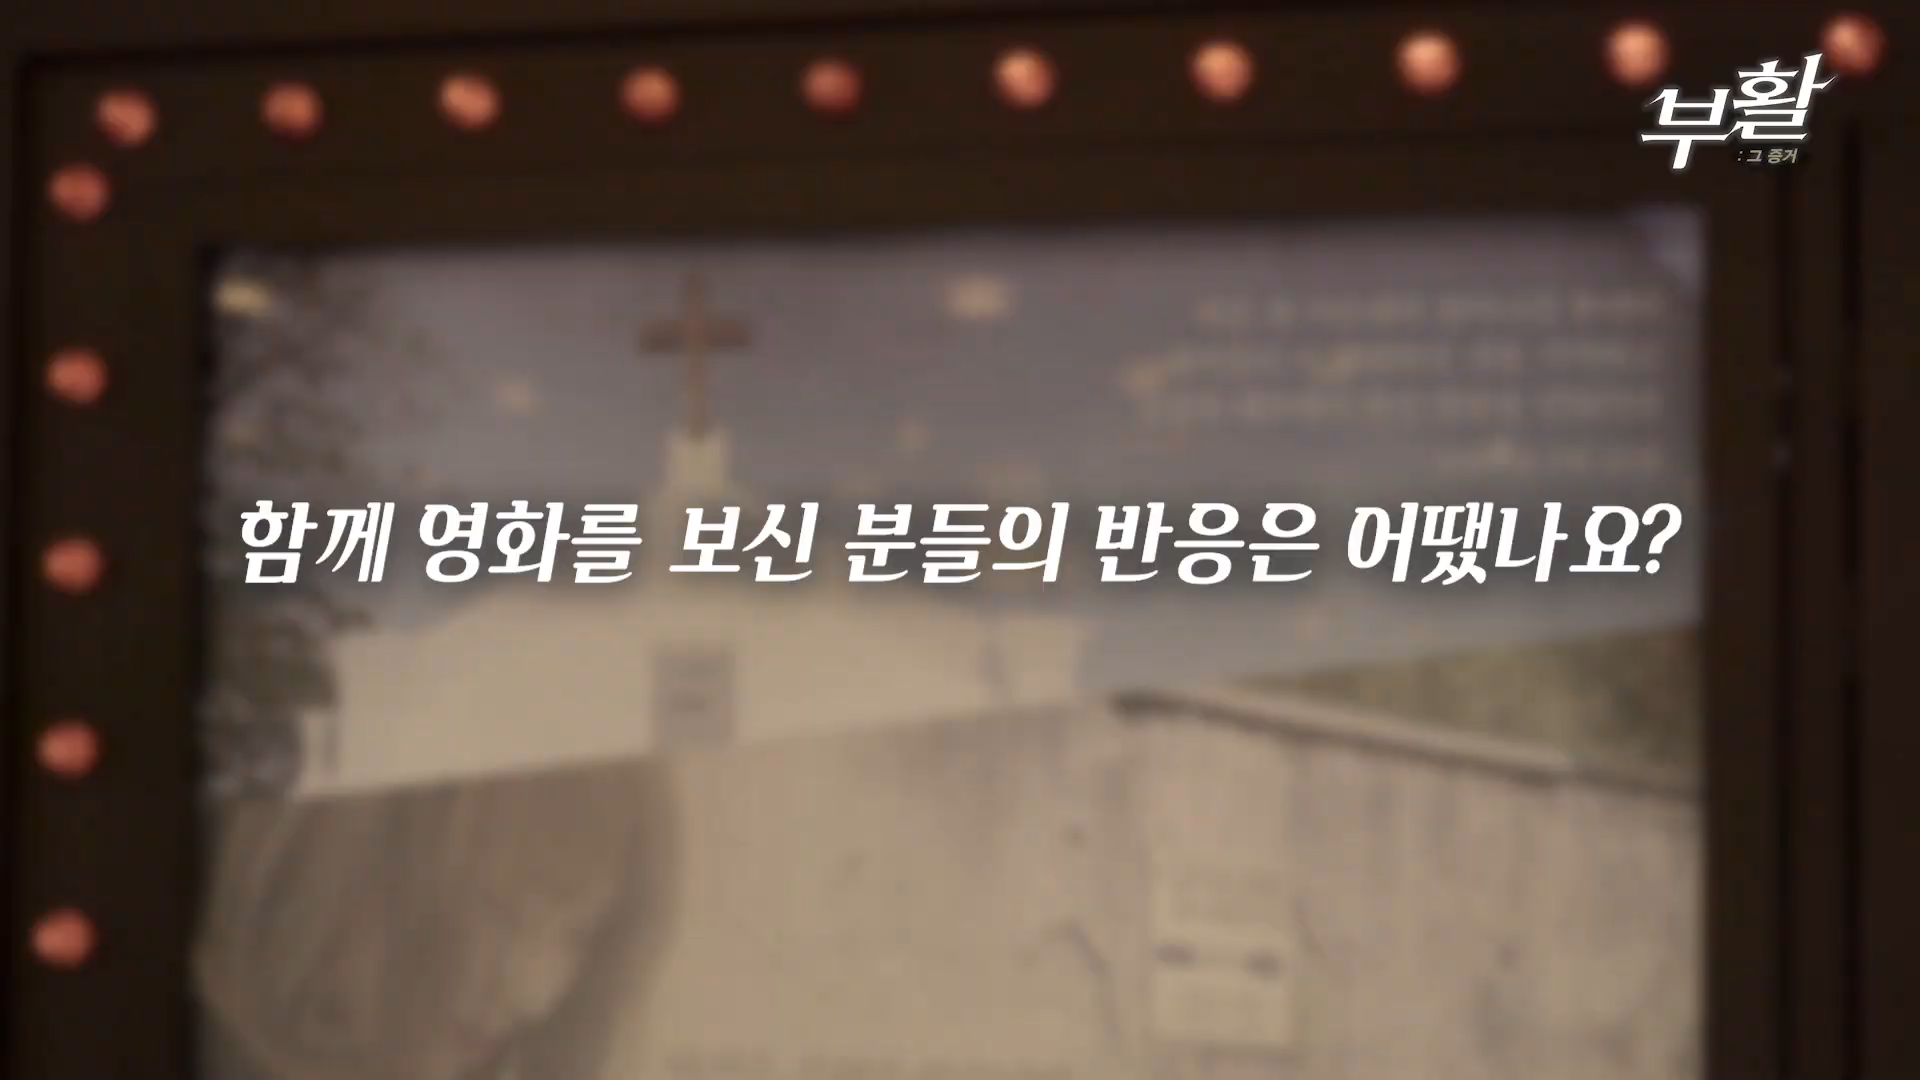 부활
: 그 증거
함께 영화를 보신 분들의 반응은 어땠나요?